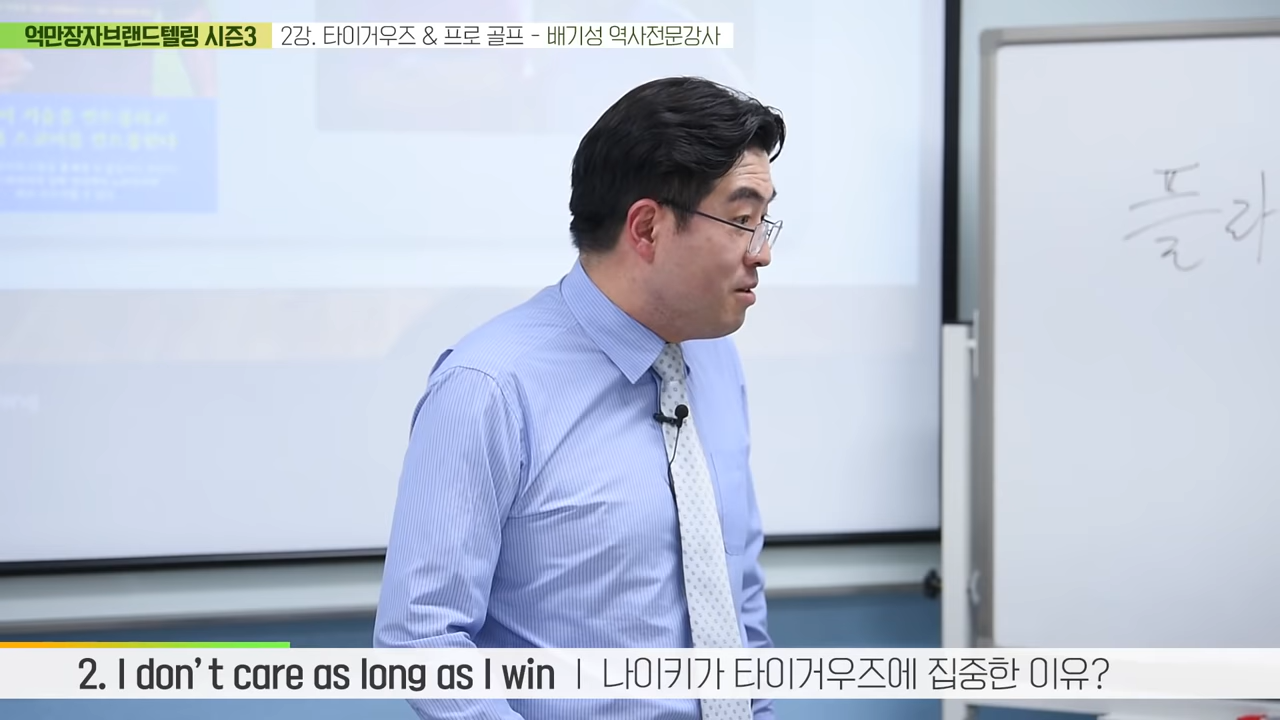 억만장자브랜드텔링 시즌3 2강. 타이거우즈 & 프로 골프 - 배기성 역사전문강사
플라
2. I don't care as long as I win | 나이키가 타이거우즈에 집중한 이유?